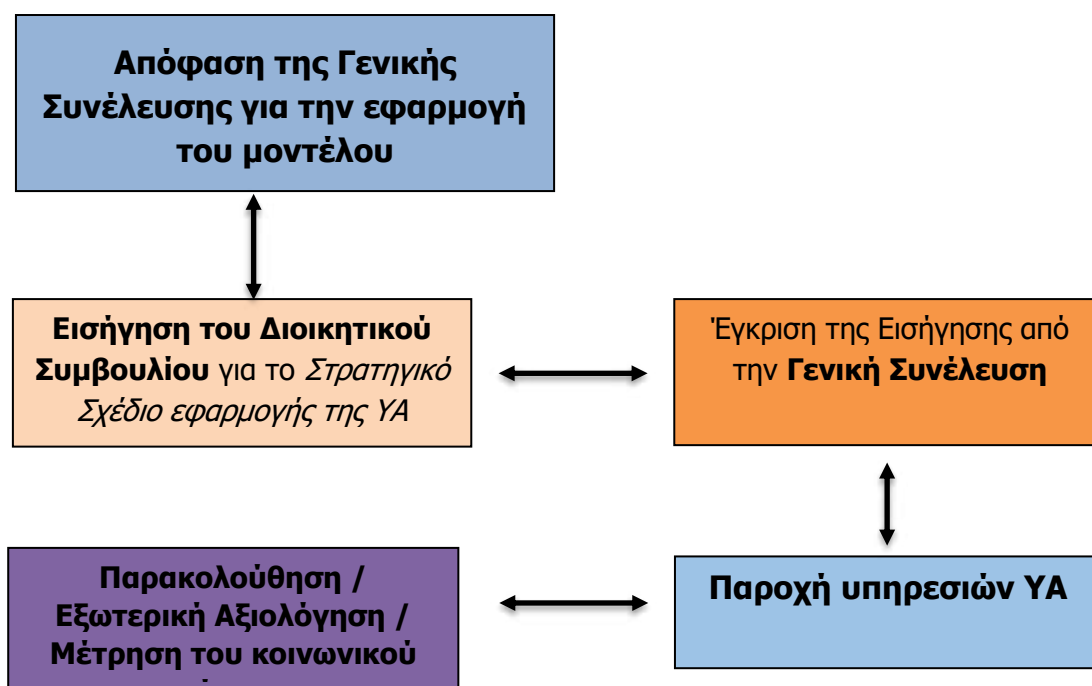 Απόφαση της Γενικής
Συνέλευσης για την εφαρμογή
του μοντέλου
Εισήγηση του Διοικητικού
Συμβουλίου για το Στρατηγικό
Σχέδιο εφαρμογής της ΥΑ
Έγκριση της Εισήγησης από
την Γενική Συνέλευση
Παρακολούθηση /
Εξωτερική Αξιολόγηση /
Μέτρηση του κοινωνικού
Παροχή υπηρεσιών ΥΑ